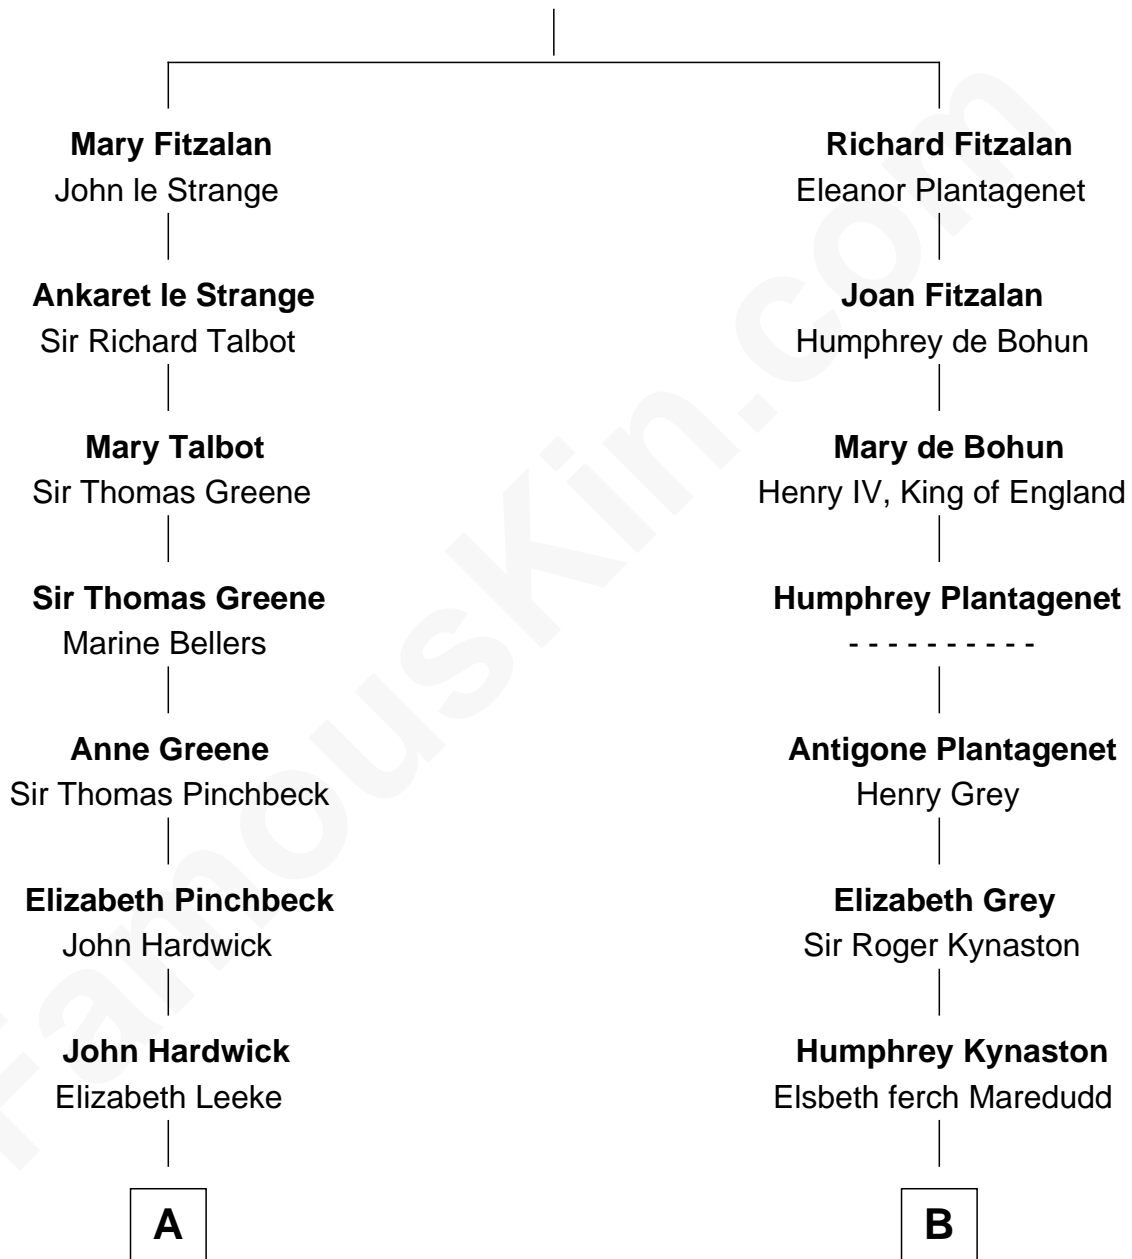 Mary Fitzalan
John le Strange
Richard Fitzalan
Eleanor Plantagenet
Ankaret le Strange
Sir Richard Talbot
Joan Fitzalan
Humphrey de Bohun
Mary Talbot
Sir Thomas Greene
Mary de Bohun
Henry IV, King of England
Sir Thomas Greene
Marine Bellers
Humphrey Plantagenet
- - - - - - - - - -
Anne Greene
Sir Thomas Pinchbeck
Antigone Plantagenet
Henry Grey
Elizabeth Pinchbeck
John Hardwick
Elizabeth Grey
Sir Roger Kynaston
John Hardwick
Elizabeth Leeke
Humphrey Kynaston
Elsbeth ferch Maredudd
A
B
FamousKin.com